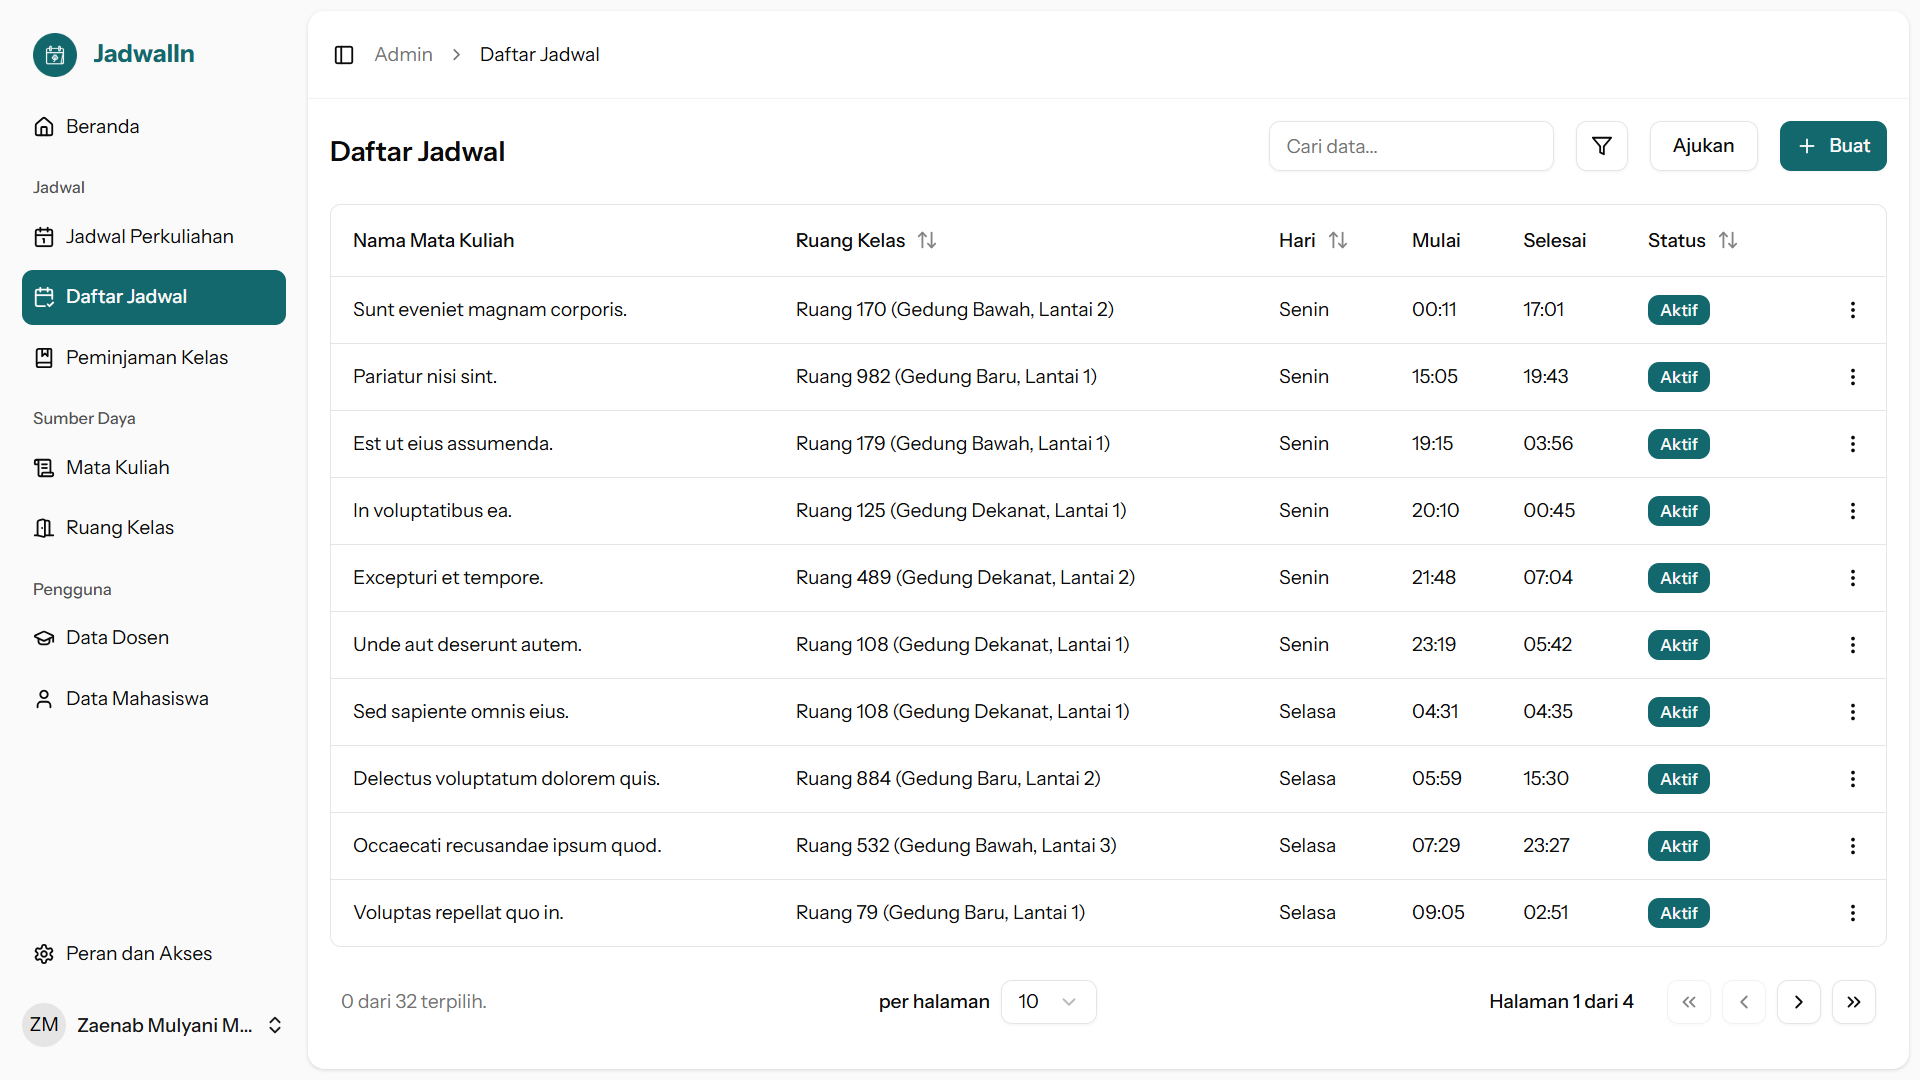 JadwalIn
Beranda
Jadwal
Jadwal Perkuliahan
Daftar Jadwal
Peminjaman Kelas
Sumber Daya
Mata Kuliah
Ruang Kelas
Pengguna
Data Dosen
Data Mahasiswa
Peran dan Akses
ZM Zaenab Mulyani M...
Admin > Daftar Jadwal
Daftar Jadwal
Cari data...
Ajukan
+ Buat
Nama Mata Kuliah Ruang Kelas Hari Mulai Selesai Status
Sunt eveniet magnam corporis. Ruang 170 (Gedung Bawah, Lantai 2) Senin 00:11 17:01 Aktif
Pariatur nisi sint. Ruang 982 (Gedung Baru, Lantai 1) Senin 15:05 19:43 Aktif
Est ut eius assumenda. Ruang 179 (Gedung Bawah, Lantai 1) Senin 19:15 03:56 Aktif
In voluptatibus ea. Ruang 125 (Gedung Dekanat, Lantai 1) Senin 20:10 00:45 Aktif
Excepturi et tempore. Ruang 489 (Gedung Dekanat, Lantai 2) Senin 21:48 07:04 Aktif
Unde aut deserunt autem. Ruang 108 (Gedung Dekanat, Lantai 1) Senin 23:19 05:42 Aktif
Sed sapiente omnis eius. Ruang 108 (Gedung Dekanat, Lantai 1) Selasa 04:31 04:35 Aktif
Delectus voluptatum dolorem quis. Ruang 884 (Gedung Baru, Lantai 2) Selasa 05:59 15:30 Aktif
Occaecati recusandae ipsum quod. Ruang 532 (Gedung Bawah, Lantai 3) Selasa 07:29 23:27 Aktif
Voluptas repellat quo in. Ruang 79 (Gedung Baru, Lantai 1) Selasa 09:05 02:51 Aktif
0 dari 32 terpilih. per halaman 10 Halaman 1 dari 4